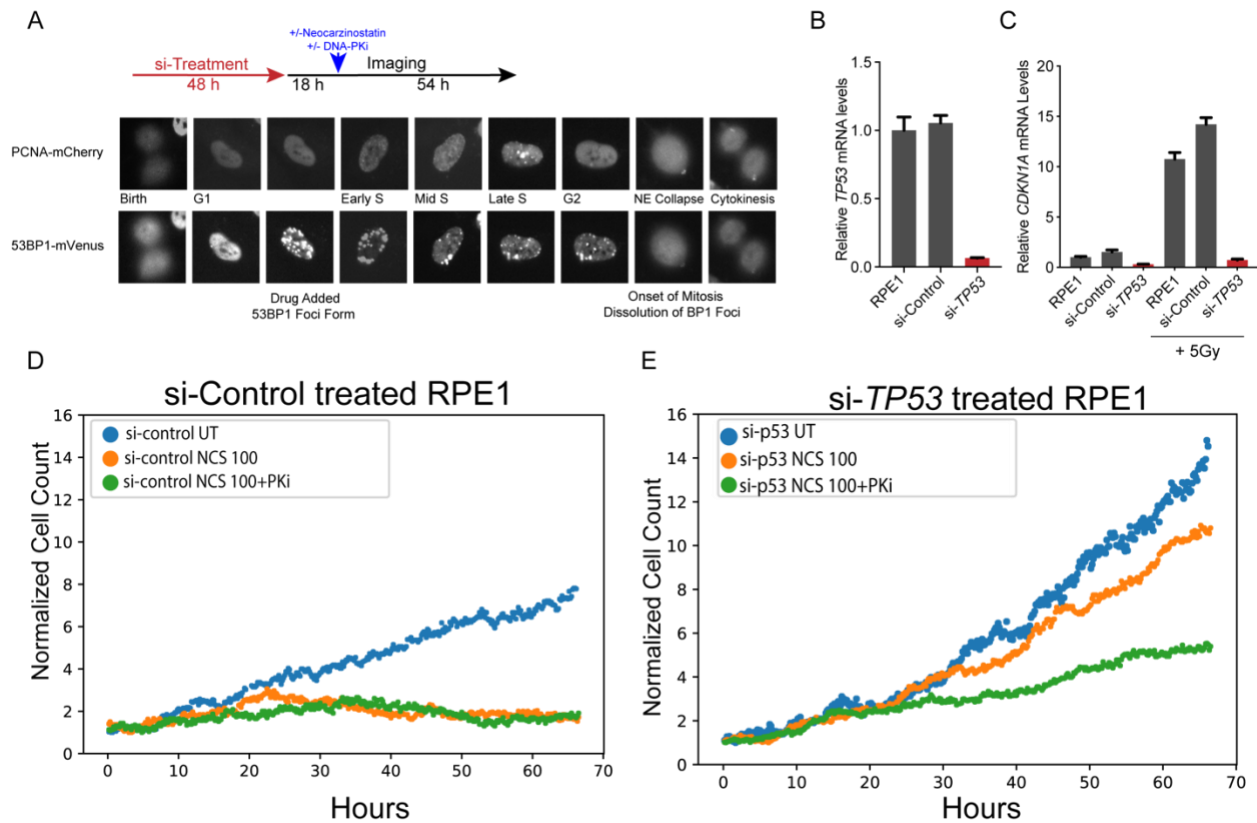 A
+/-Neocarzinostatin
+/- DNA-PKi
si-Treatment
Imaging
48 h
18 h
54 h
PCNA-mCherry
Birth
G1
Early S
Mid S
Late S
G2
NE Collapse
Cytokinesis
53BP1-mVenus
Drug Added
53BP1 Foci Form
Onset of Mitosis
Dissolution of BP1 Foci
B
Relative TP53 mRNA levels
1.5
1.0
0.5
0.0
RPE1
si-Control
si-TP53
C
Relative CDKN1A mRNA Levels
20
15
10
5
0
RPE1
si-Control
si-TP53
RPE1
si-Control
si-TP53
+ 5Gy
D
si-Control treated RPE1
Normalized Cell Count
16
14
12
10
8
6
4
2
0
si-control UT
si-control NCS 100
si-control NCS 100+PKi
0 10 20 30 40 50 60 70
Hours
E
si-TP53 treated RPE1
Normalized Cell Count
16
14
12
10
8
6
4
2
0
si-p53 UT
si-p53 NCS 100
si-p53 NCS 100+PKi
0 10 20 30 40 50 60 70
Hours